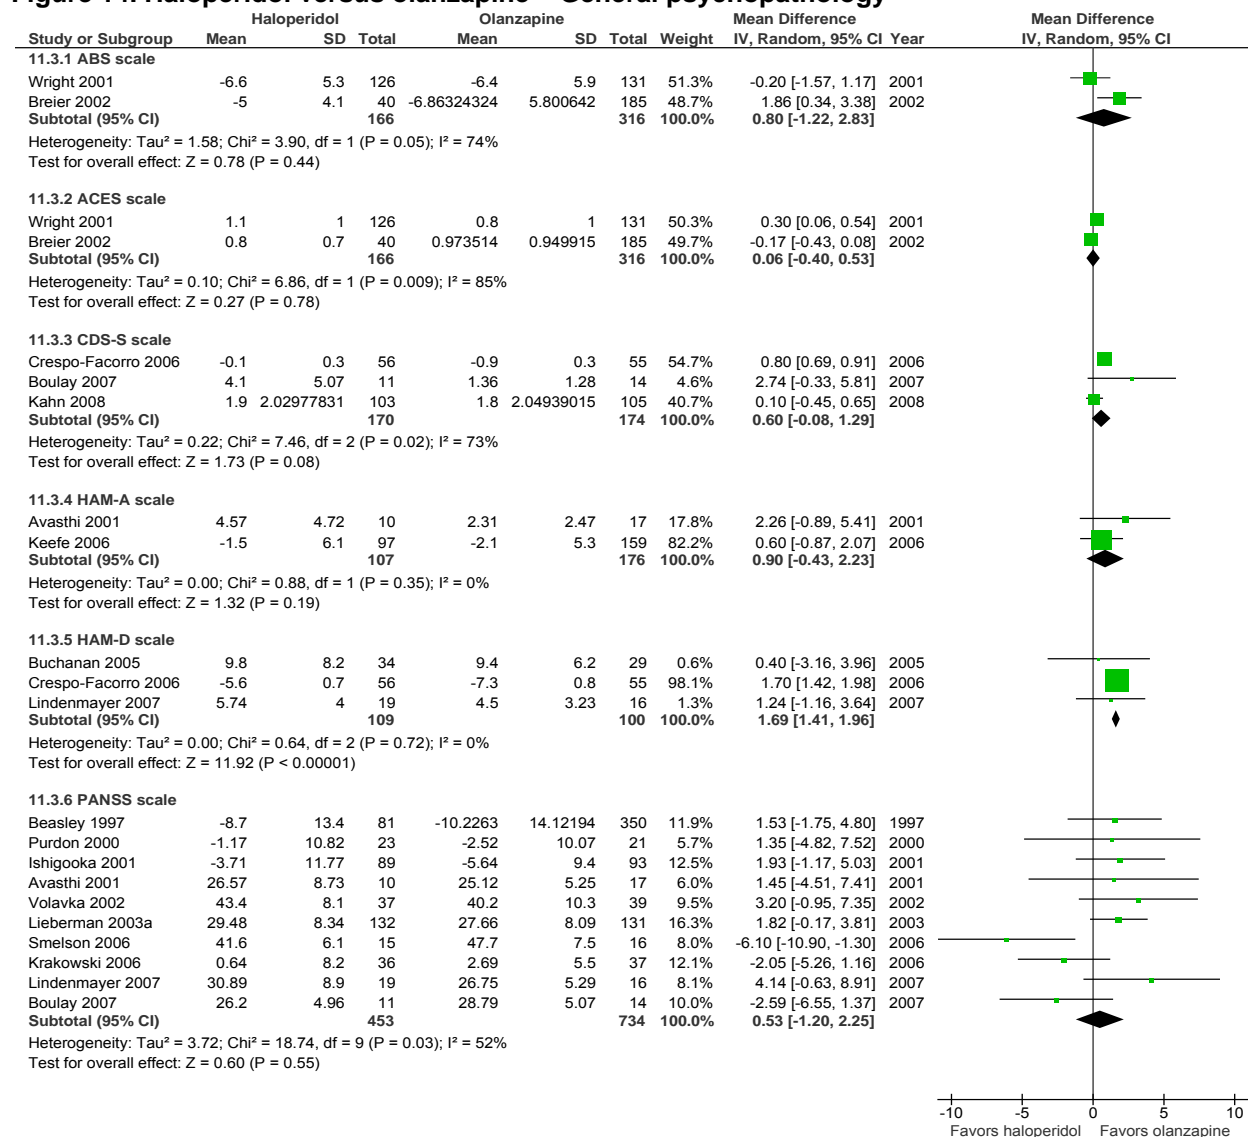 Haloperidol Olanzapine Mean Difference Mean Difference
Study or Subgroup Mean SD Total Mean SD Total Weight IV, Random, 95% CI Year IV, Random, 95% CI
11.3.1 ABS scale
Wright 2001 -6.6 5.3 126 -6.4 5.9 131 51.3% -0.20 [-1.57, 1.17] 2001
Breier 2002 -5 4.1 40 -6.86324324 5.800642 185 48.7% 1.86 [0.34, 3.38] 2002
Subtotal (95% CI) 166 316 100.0% 0.80 [-1.22, 2.83]
Heterogeneity: Tau² = 1.58; Chi² = 3.90, df = 1 (P = 0.05); I² = 74%
Test for overall effect: Z = 0.78 (P = 0.44)
11.3.2 ACES scale
Wright 2001 1.1 1 126 0.8 1 131 50.3% 0.30 [0.06, 0.54] 2001
Breier 2002 0.8 0.7 40 0.973514 0.949915 185 49.7% -0.17 [-0.43, 0.08] 2002
Subtotal (95% CI) 166 316 100.0% 0.06 [-0.40, 0.53]
Heterogeneity: Tau² = 0.10; Chi² = 6.86, df = 1 (P = 0.009); I² = 85%
Test for overall effect: Z = 0.27 (P = 0.78)
11.3.3 CDS-S scale
Crespo-Facorro 2006 -0.1 0.3 56 -0.9 0.3 55 54.7% 0.80 [0.69, 0.91] 2006
Boulay 2007 4.1 5.07 11 1.36 1.28 14 4.6% 2.74 [-0.33, 5.81] 2007
Kahn 2008 1.9 2.02977831 103 1.8 2.04939015 105 40.7% 0.10 [-0.45, 0.65] 2008
Subtotal (95% CI) 170 174 100.0% 0.60 [-0.08, 1.29]
Heterogeneity: Tau² = 0.22; Chi² = 7.46, df = 2 (P = 0.02); I² = 73%
Test for overall effect: Z = 1.73 (P = 0.08)
11.3.4 HAM-A scale
Avasthi 2001 4.57 4.72 10 2.31 2.47 17 17.8% 2.26 [-0.89, 5.41] 2001
Keefe 2006 -1.5 6.1 97 -2.1 5.3 159 82.2% 0.60 [-0.87, 2.07] 2006
Subtotal (95% CI) 107 176 100.0% 0.90 [-0.43, 2.23]
Heterogeneity: Tau² = 0.00; Chi² = 0.88, df = 1 (P = 0.35); I² = 0%
Test for overall effect: Z = 1.32 (P = 0.19)
11.3.5 HAM-D scale
Buchanan 2005 9.8 8.2 34 9.4 6.2 29 0.6% 0.40 [-3.16, 3.96] 2005
Crespo-Facorro 2006 -5.6 0.7 56 -7.3 0.8 55 98.1% 1.70 [1.42, 1.98] 2006
Lindenmayer 2007 5.74 4 19 4.5 3.23 16 1.3% 1.24 [-1.16, 3.64] 2007
Subtotal (95% CI) 109 100 100.0% 1.69 [1.41, 1.96]
Heterogeneity: Tau² = 0.00; Chi² = 0.64, df = 2 (P = 0.72); I² = 0%
Test for overall effect: Z = 11.92 (P < 0.00001)
11.3.6 PANSS scale
Beasley 1997 -8.7 13.4 81 -10.2263 14.12194 350 11.9% 1.53 [-1.75, 4.80] 1997
Purdon 2000 -1.17 10.82 23 -2.52 10.07 21 5.7% 1.35 [-4.82, 7.52] 2000
Ishigooka 2001 -3.71 11.77 89 -5.64 9.4 93 12.5% 1.93 [-1.17, 5.03] 2001
Avasthi 2001 26.57 8.73 10 25.12 5.25 17 6.0% 1.45 [-4.51, 7.41] 2001
Volavka 2002 43.4 8.1 37 40.2 10.3 39 9.5% 3.20 [-0.95, 7.35] 2002
Lieberman 2003a 29.48 8.34 132 27.66 8.09 131 16.3% 1.82 [-0.17, 3.81] 2003
Smelson 2006 41.6 6.1 15 47.7 7.5 16 8.0% -6.10 [-10.90, -1.30] 2006
Krakowski 2006 0.64 8.2 36 2.69 5.5 37 12.1% -2.05 [-5.26, 1.16] 2006
Lindenmayer 2007 30.89 8.9 19 26.75 5.29 16 8.1% 4.14 [-0.63, 8.91] 2007
Boulay 2007 26.2 4.96 11 28.79 5.07 14 10.0% -2.59 [-6.55, 1.37] 2007
Subtotal (95% CI) 453 734 100.0% 0.53 [-1.20, 2.25]
Heterogeneity: Tau² = 3.72; Chi² = 18.74, df = 9 (P = 0.03); I² = 52%
Test for overall effect: Z = 0.60 (P = 0.55)
-10 -5 0 5 10
Favors haloperidol Favors olanzapine